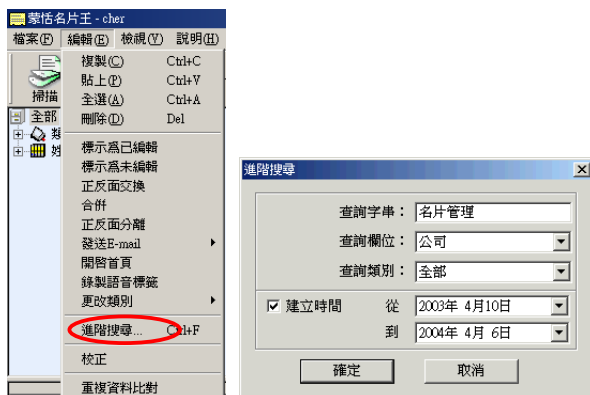 蒙恬名片王 - cher
檔案(F) 編輯(E) 檢視(V) 說明(H)
掃描
全部
類
姓
複製(C) Ctrl+C
貼上(P) Ctrl+V
全選(A) Ctrl+A
刪除(D) Del
標示為已編輯
標示為未編輯
正反面交換
合併
正反面分離
發送E-mail
開啓首頁
錄製語音標籤
更改類別
進階搜尋... Ctrl+F
校正
重複資料比對
進階搜尋
查詢字串： 名片管理
查詢欄位： 公司
查詢類別： 全部
建立時間 從 2003年 4月10日
到 2004年 4月 6日
確定 取消